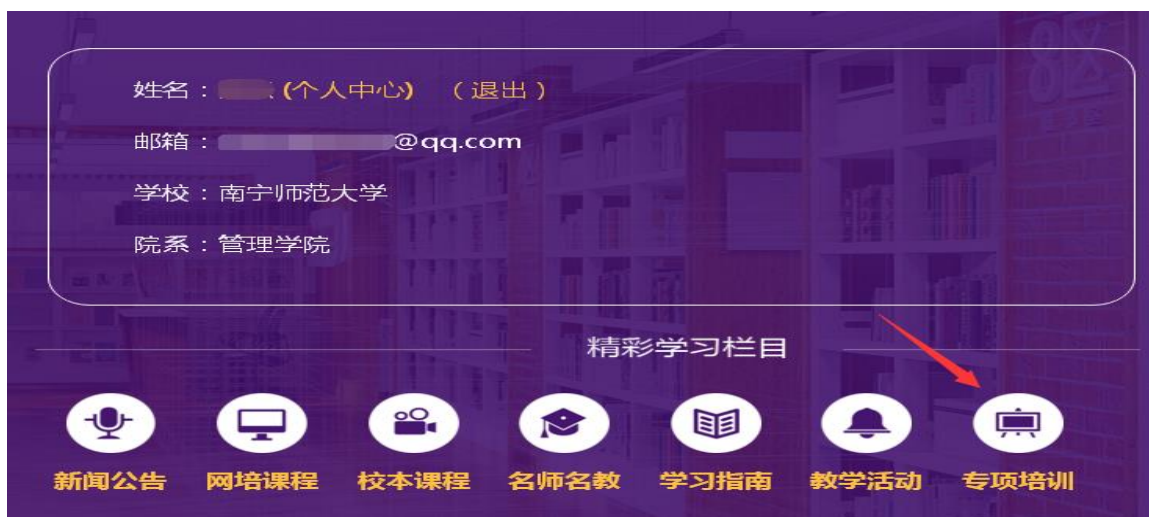 姓名：(个人中心) （退出）
邮箱：@qq.com
学校：南宁师范大学
院系：管理学院
精彩学习栏目
新闻公告 网培课程 校本课程 名师名教 学习指南 教学活动 专项培训